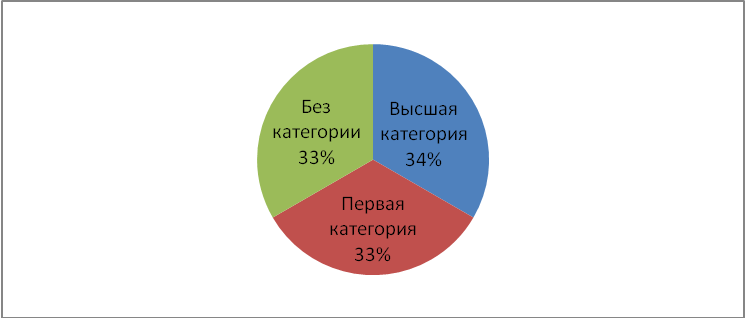 Без
категории
33%
Высшая
категория
34%
Первая
категория
33%